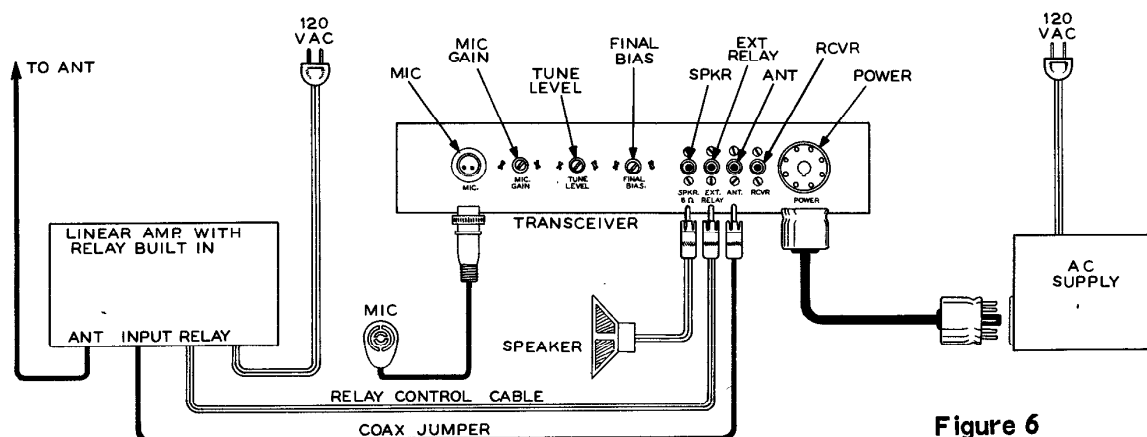 120
VAC
TO ANT
MIC
MIC
GAIN
TUNE
LEVEL
FINAL
BIAS
SPKR
EXT
RELAY
ANT
RCVR
POWER
120
VAC
MIC.
MIC.
GAIN
TUNE
LEVEL
FINAL
BIAS.
SPKR.
8 Ω
EXT.
RELAY
ANT.
RCVR
POWER
TRANSCEIVER
LINEAR AMP. WITH
RELAY BUILT IN
ANT INPUT RELAY
MIC
SPEAKER
AC
SUPPLY
RELAY CONTROL CABLE
COAX JUMPER
Figure 6